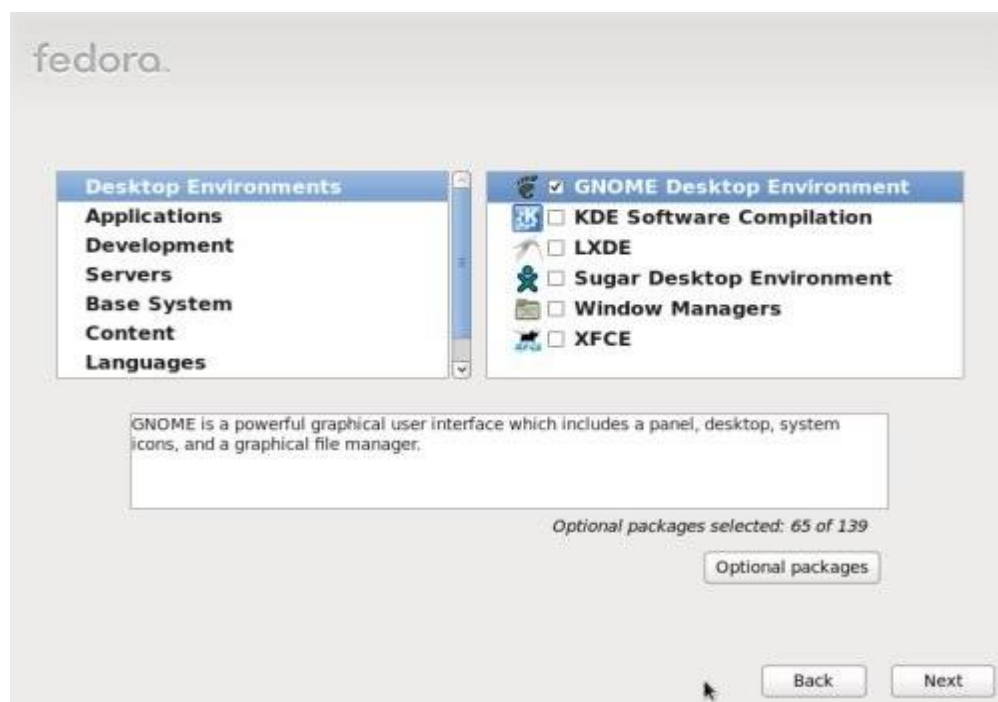 fedora
Desktop Environments
Applications
Development
Servers
Base System
Content
Languages
GNOME Desktop Environment
KDE Software Compilation
LXDE
Sugar Desktop Environment
Window Managers
XFCE
GNOME is a powerful graphical user interface which includes a panel, desktop, system
icons, and a graphical file manager.
Optional packages selected: 65 of 139
Optional packages
Back
Next